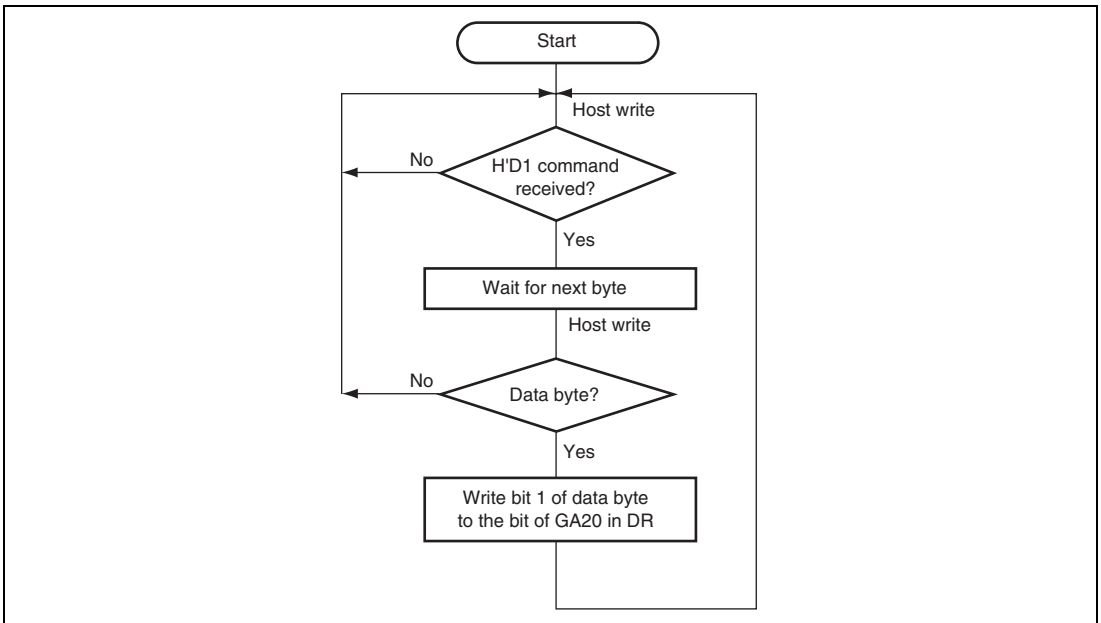 Start
Host write
No
H'D1 command
received?
Yes
Wait for next byte
Host write
No
Data byte?
Yes
Write bit 1 of data byte
to the bit of GA20 in DR